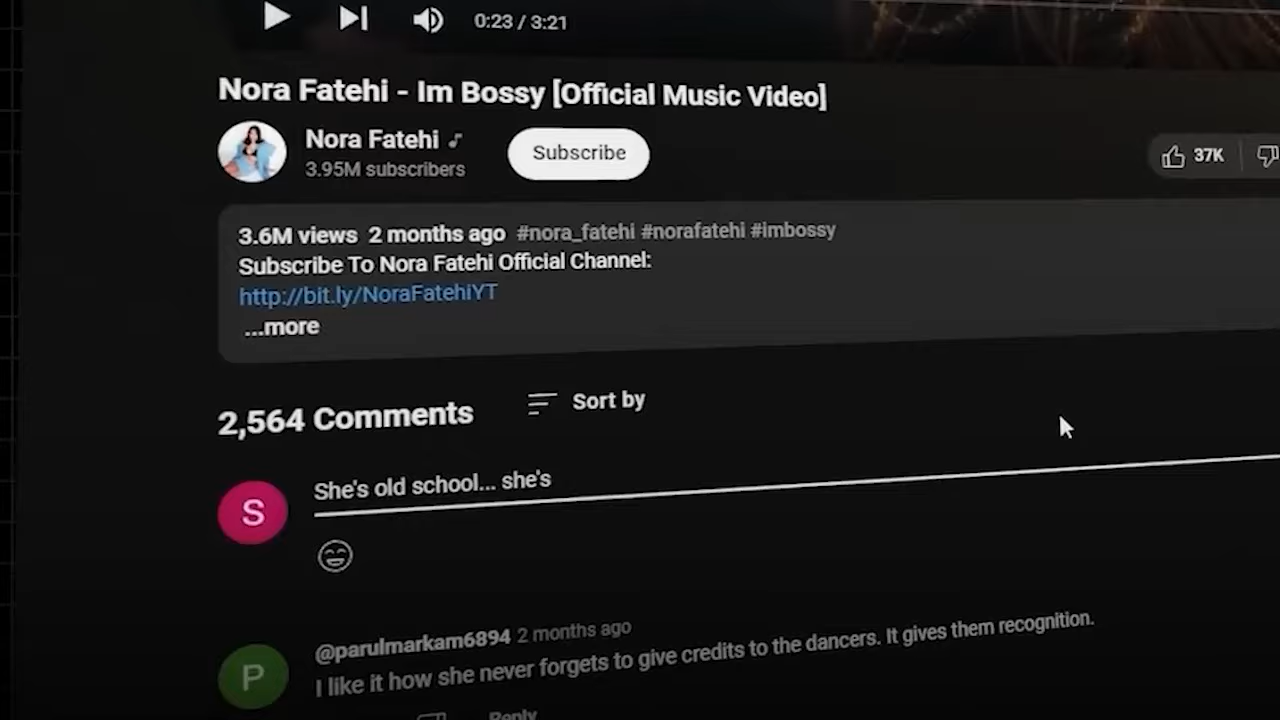 0:23 / 3:21
Nora Fatehi - Im Bossy [Official Music Video]
Nora Fatehi
3.95M subscribers
Subscribe
37K
3.6M views 2 months ago #nora_fatehi #norafatehi #imbossy
Subscribe To Nora Fatehi Official Channel:
http://bit.ly/NoraFatehiYT
...more
2,564 Comments
Sort by
S
She's old school... she's
@parulmarkam6894 2 months ago
P
I like it how she never forgets to give credits to the dancers. It gives them recognition.
Reply